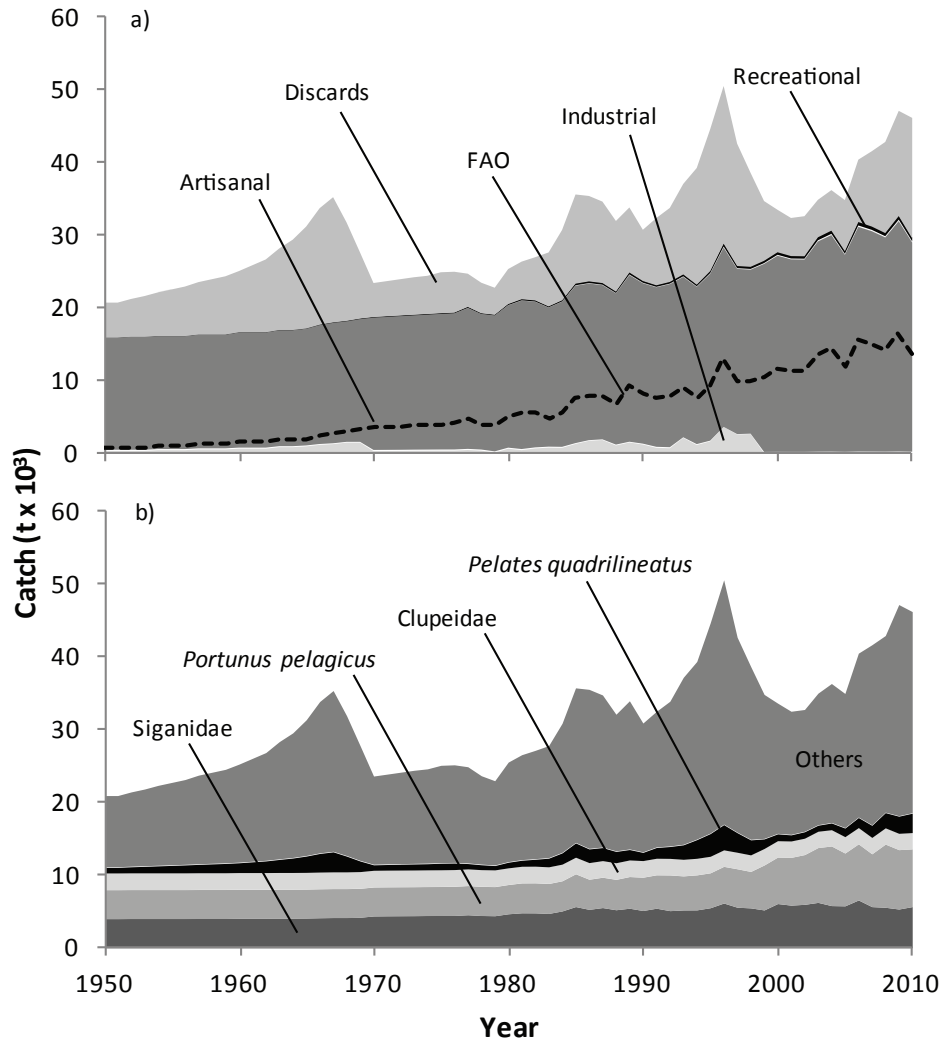 a)
60
50
40
30
20
10
0
Discards
Artisanal
FAO
Industrial
Recreational
Catch (t x 10³)
b)
60
50
40
30
20
10
0
Pelates quadrilineatus
Clupeidae
Portunus pelagicus
Siganidae
Others
1950 1960 1970 1980 1990 2000 2010
Year